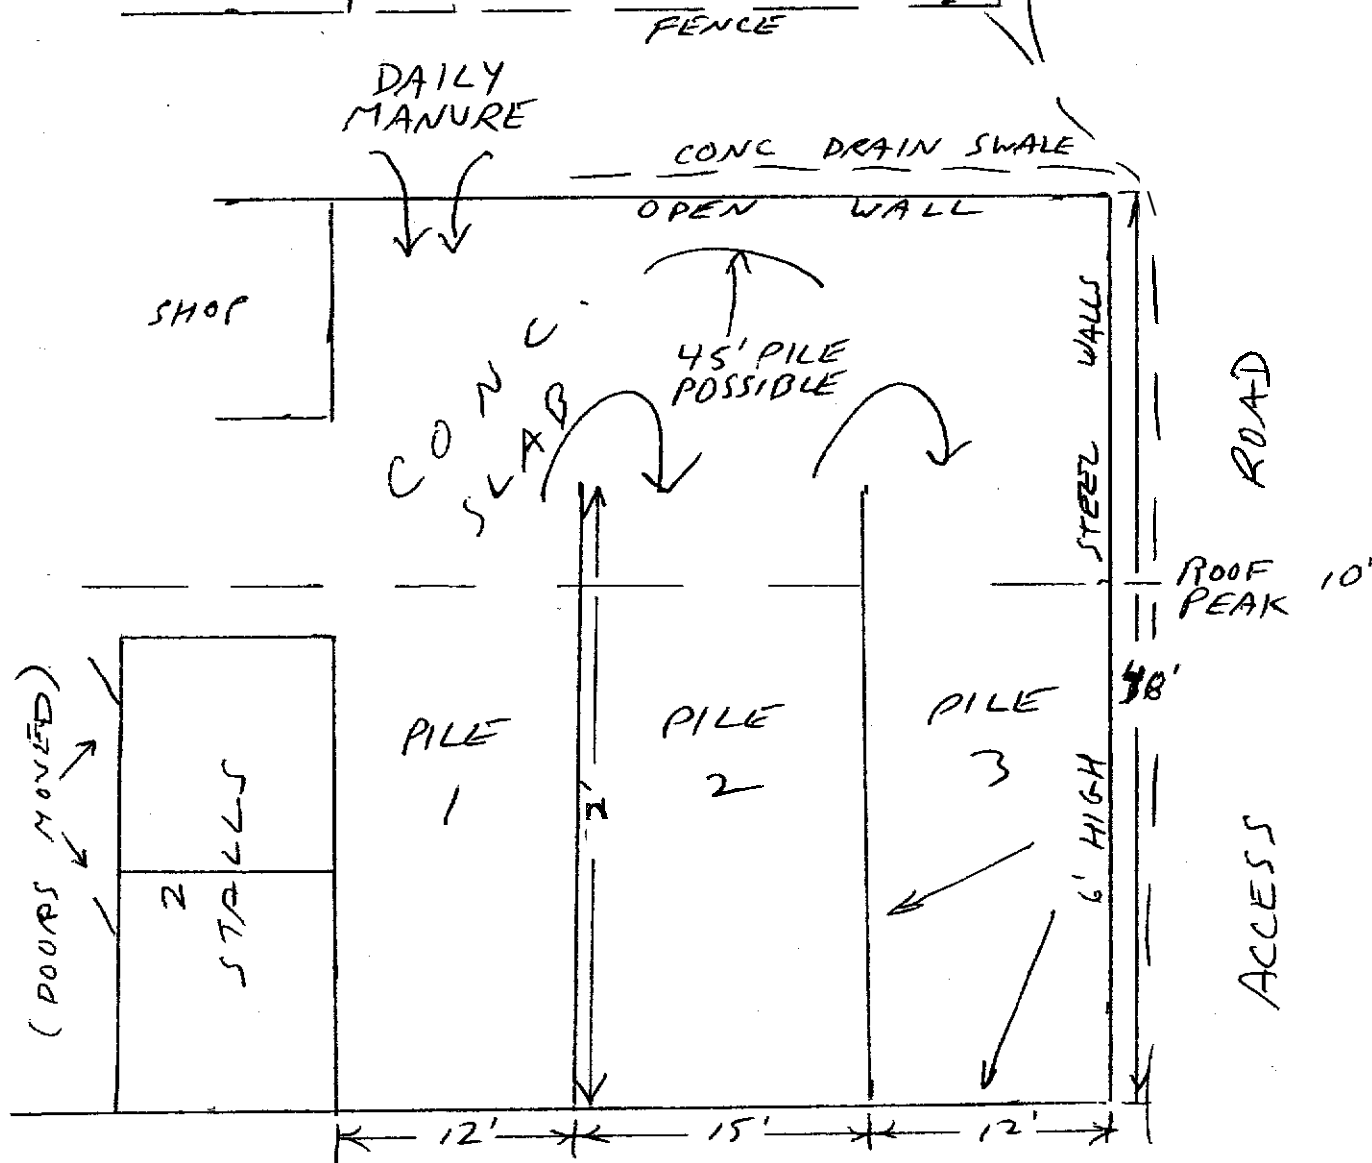 FENCE
DAILY
MANURE
CONC DRAIN SWALE
OPEN WALL
SHOP
45' PILE
POSSIBLE
CONC
SLAB
STEEL WALLS
6' HIGH
ROAD
ACCESS
ROOF 10'
PEAK
PILE
1
PILE
2
PILE
3
2
STALLS
(DOORS MOVED)
12'
15'
12'